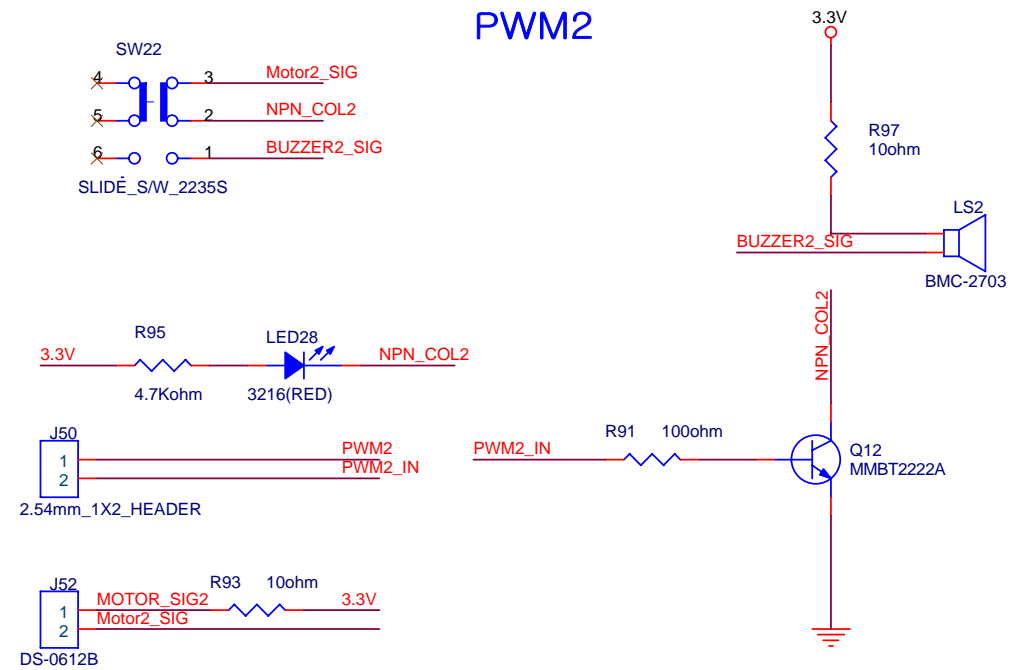 PWM2
3.3V
SW22
4 3 Motor2_SIG
5 2 NPN_COL2
6 1 BUZZER2_SIG
SLIDE_S/W_2235S
R97
10ohm
LS2
BUZZER2_SIG
BMC-2703
NPN_COL2
R95
LED28
3.3V
NPN_COL2
4.7Kohm
3216(RED)
J50
1 PWM2
2 PWM2_IN
2.54mm_1X2_HEADER
PWM2_IN
R91 100ohm
Q12
MMBT2222A
J52
R93 10ohm
1 MOTOR_SIG2 3.3V
2 Motor2_SIG
DS-0612B